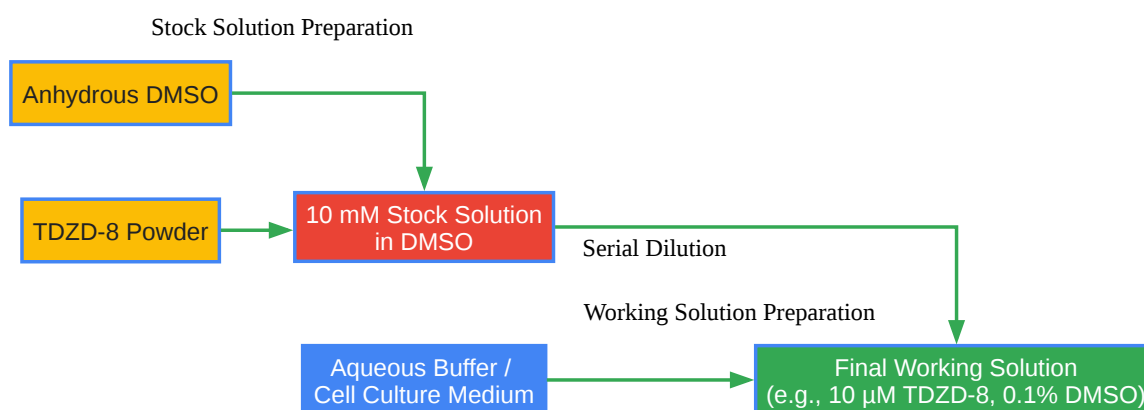 Stock Solution Preparation
Anhydrous DMSO
TDZD-8 Powder
10 mM Stock Solution
in DMSO
Serial Dilution
Working Solution Preparation
Aqueous Buffer /
Cell Culture Medium
Final Working Solution
(e.g., 10 µM TDZD-8, 0.1% DMSO)